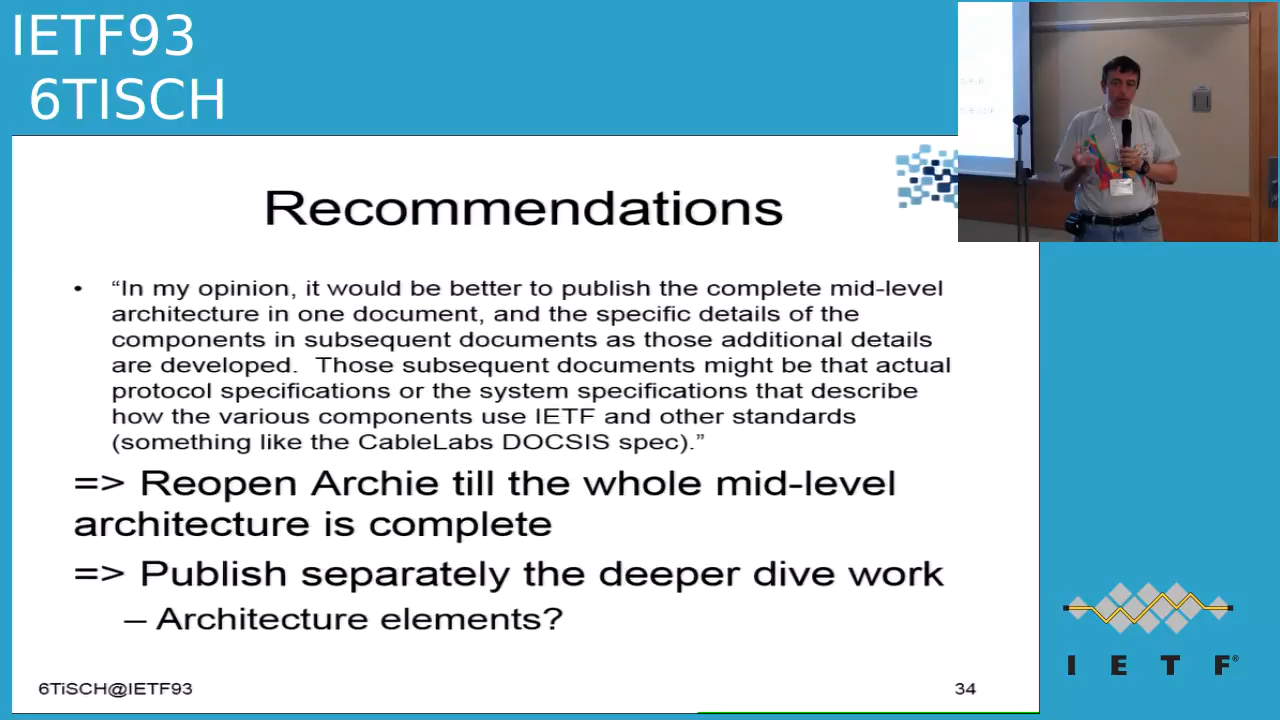 IETF93
6TISCH
Recommendations
• “In my opinion, it would be better to publish the complete mid-level
architecture in one document, and the specific details of the
components in subsequent documents as those additional details
are developed.  Those subsequent documents might be that actual
protocol specifications or the system specifications that describe
how the various components use IETF and other standards
(something like the CableLabs DOCSIS spec).”
=> Reopen Archie till the whole mid-level
architecture is complete
=> Publish separately the deeper dive work
– Architecture elements?
6TiSCH@IETF93
34
I E T F®